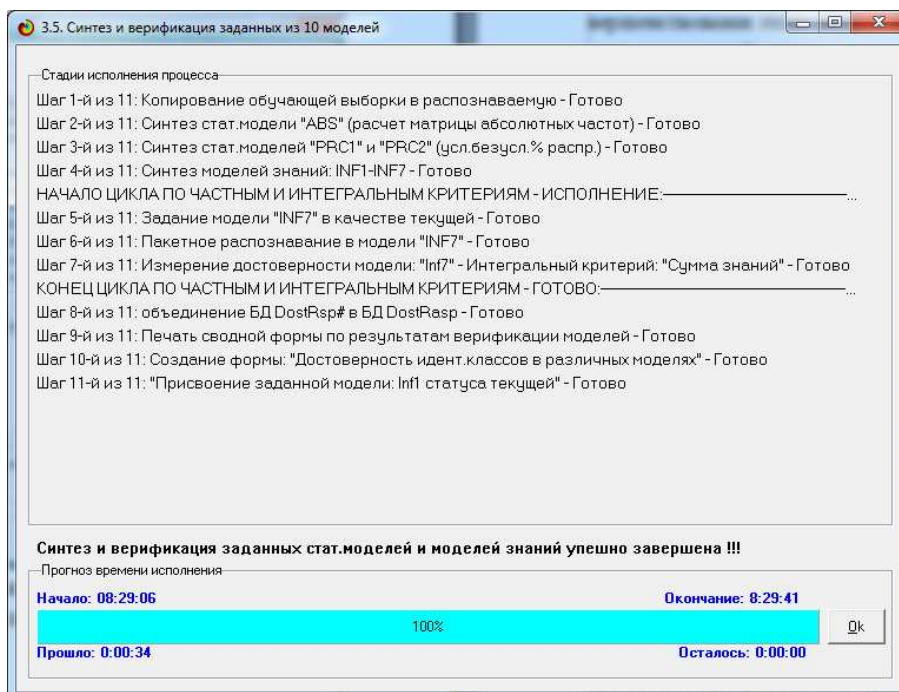 3.5. Синтез и верификация заданных из 10 моделей
Стадии исполнения процесса
Шаг 1-й из 11: Копирование обучающей выборки в распознаваемую - Готово
Шаг 2-й из 11: Синтез стат.модели "ABS" (расчет матрицы абсолютных частот) - Готово
Шаг 3-й из 11: Синтез стат.моделей "PRC1" и "PRC2" (усл.безусл.% распр.) - Готово
Шаг 4-й из 11: Синтез моделей знаний: INF1-INF7 - Готово
НАЧАЛО ЦИКЛА ПО ЧАСТНЫМ И ИНТЕГРАЛЬНЫМ КРИТЕРИЯМ - ИСПОЛНЕНИЕ:————————————...
Шаг 5-й из 11: Задание модели "INF7" в качестве текущей - Готово
Шаг 6-й из 11: Пакетное распознавание в модели "INF7" - Готово
Шаг 7-й из 11: Измерение достоверности модели: "Inf7" - Интегральный критерий: "Сумма знаний" - Готово
КОНЕЦ ЦИКЛА ПО ЧАСТНЫМ И ИНТЕГРАЛЬНЫМ КРИТЕРИЯМ - ГОТОВО:————————————...
Шаг 8-й из 11: объединение БД DostRsp# в БД DostRasp - Готово
Шаг 9-й из 11: Печать сводной формы по результатам верификации моделей - Готово
Шаг 10-й из 11: Создание формы: "Достоверность идент.классов в различных моделях" - Готово
Шаг 11-й из 11: "Присвоение заданной модели: Inf1 статуса текущей" - Готово
Синтез и верификация заданных стат.моделей и моделей знаний упешно завершена !!!
Прогноз времени исполнения
Начало: 08:29:06 Окончание: 8:29:41
100% Ok
Прошло: 0:00:34 Осталось: 0:00:00